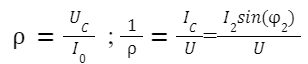 ρ = U_C / I_0 ; 1/ρ = I_C / U = I_2 sin(φ_2) / U